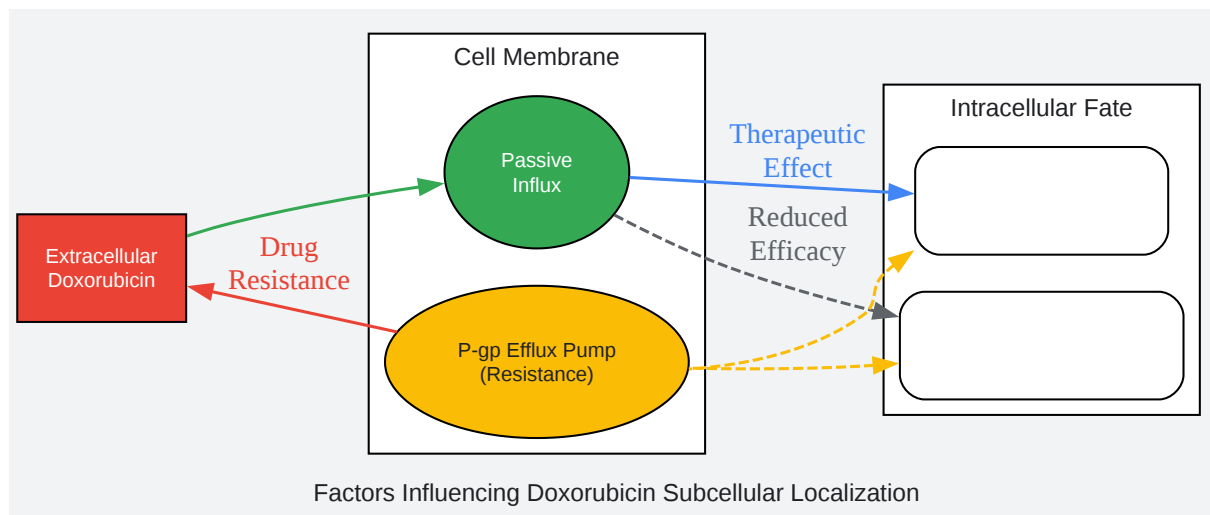 Cell Membrane
Intracellular Fate
Passive
Influx
Therapeutic
Effect
Reduced
Efficacy
Extracellular
Doxorubicin
Drug
Resistance
P-gp Efflux Pump
(Resistance)
Factors Influencing Doxorubicin Subcellular Localization